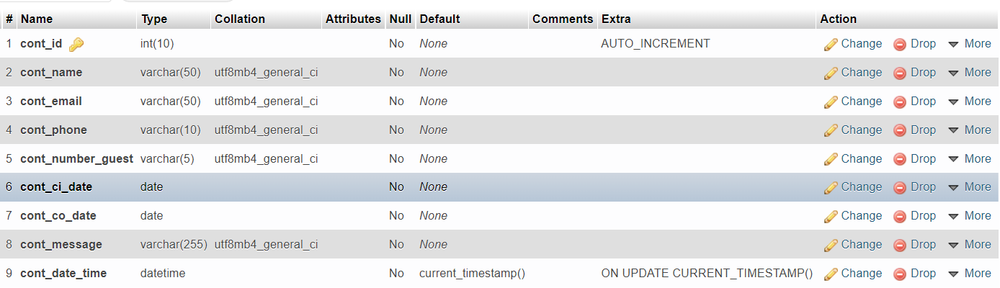 # Name Type Collation Attributes Null Default Comments Extra Action
1 cont_id int(10) No None AUTO_INCREMENT Change Drop More
2 cont_name varchar(50) utf8mb4_general_ci No None Change Drop More
3 cont_email varchar(50) utf8mb4_general_ci No None Change Drop More
4 cont_phone varchar(10) utf8mb4_general_ci No None Change Drop More
5 cont_number_guest varchar(5) utf8mb4_general_ci No None Change Drop More
6 cont_ci_date date No None Change Drop More
7 cont_co_date date No None Change Drop More
8 cont_message varchar(255) utf8mb4_general_ci No None Change Drop More
9 cont_date_time datetime No current_timestamp() ON UPDATE CURRENT_TIMESTAMP() Change Drop More